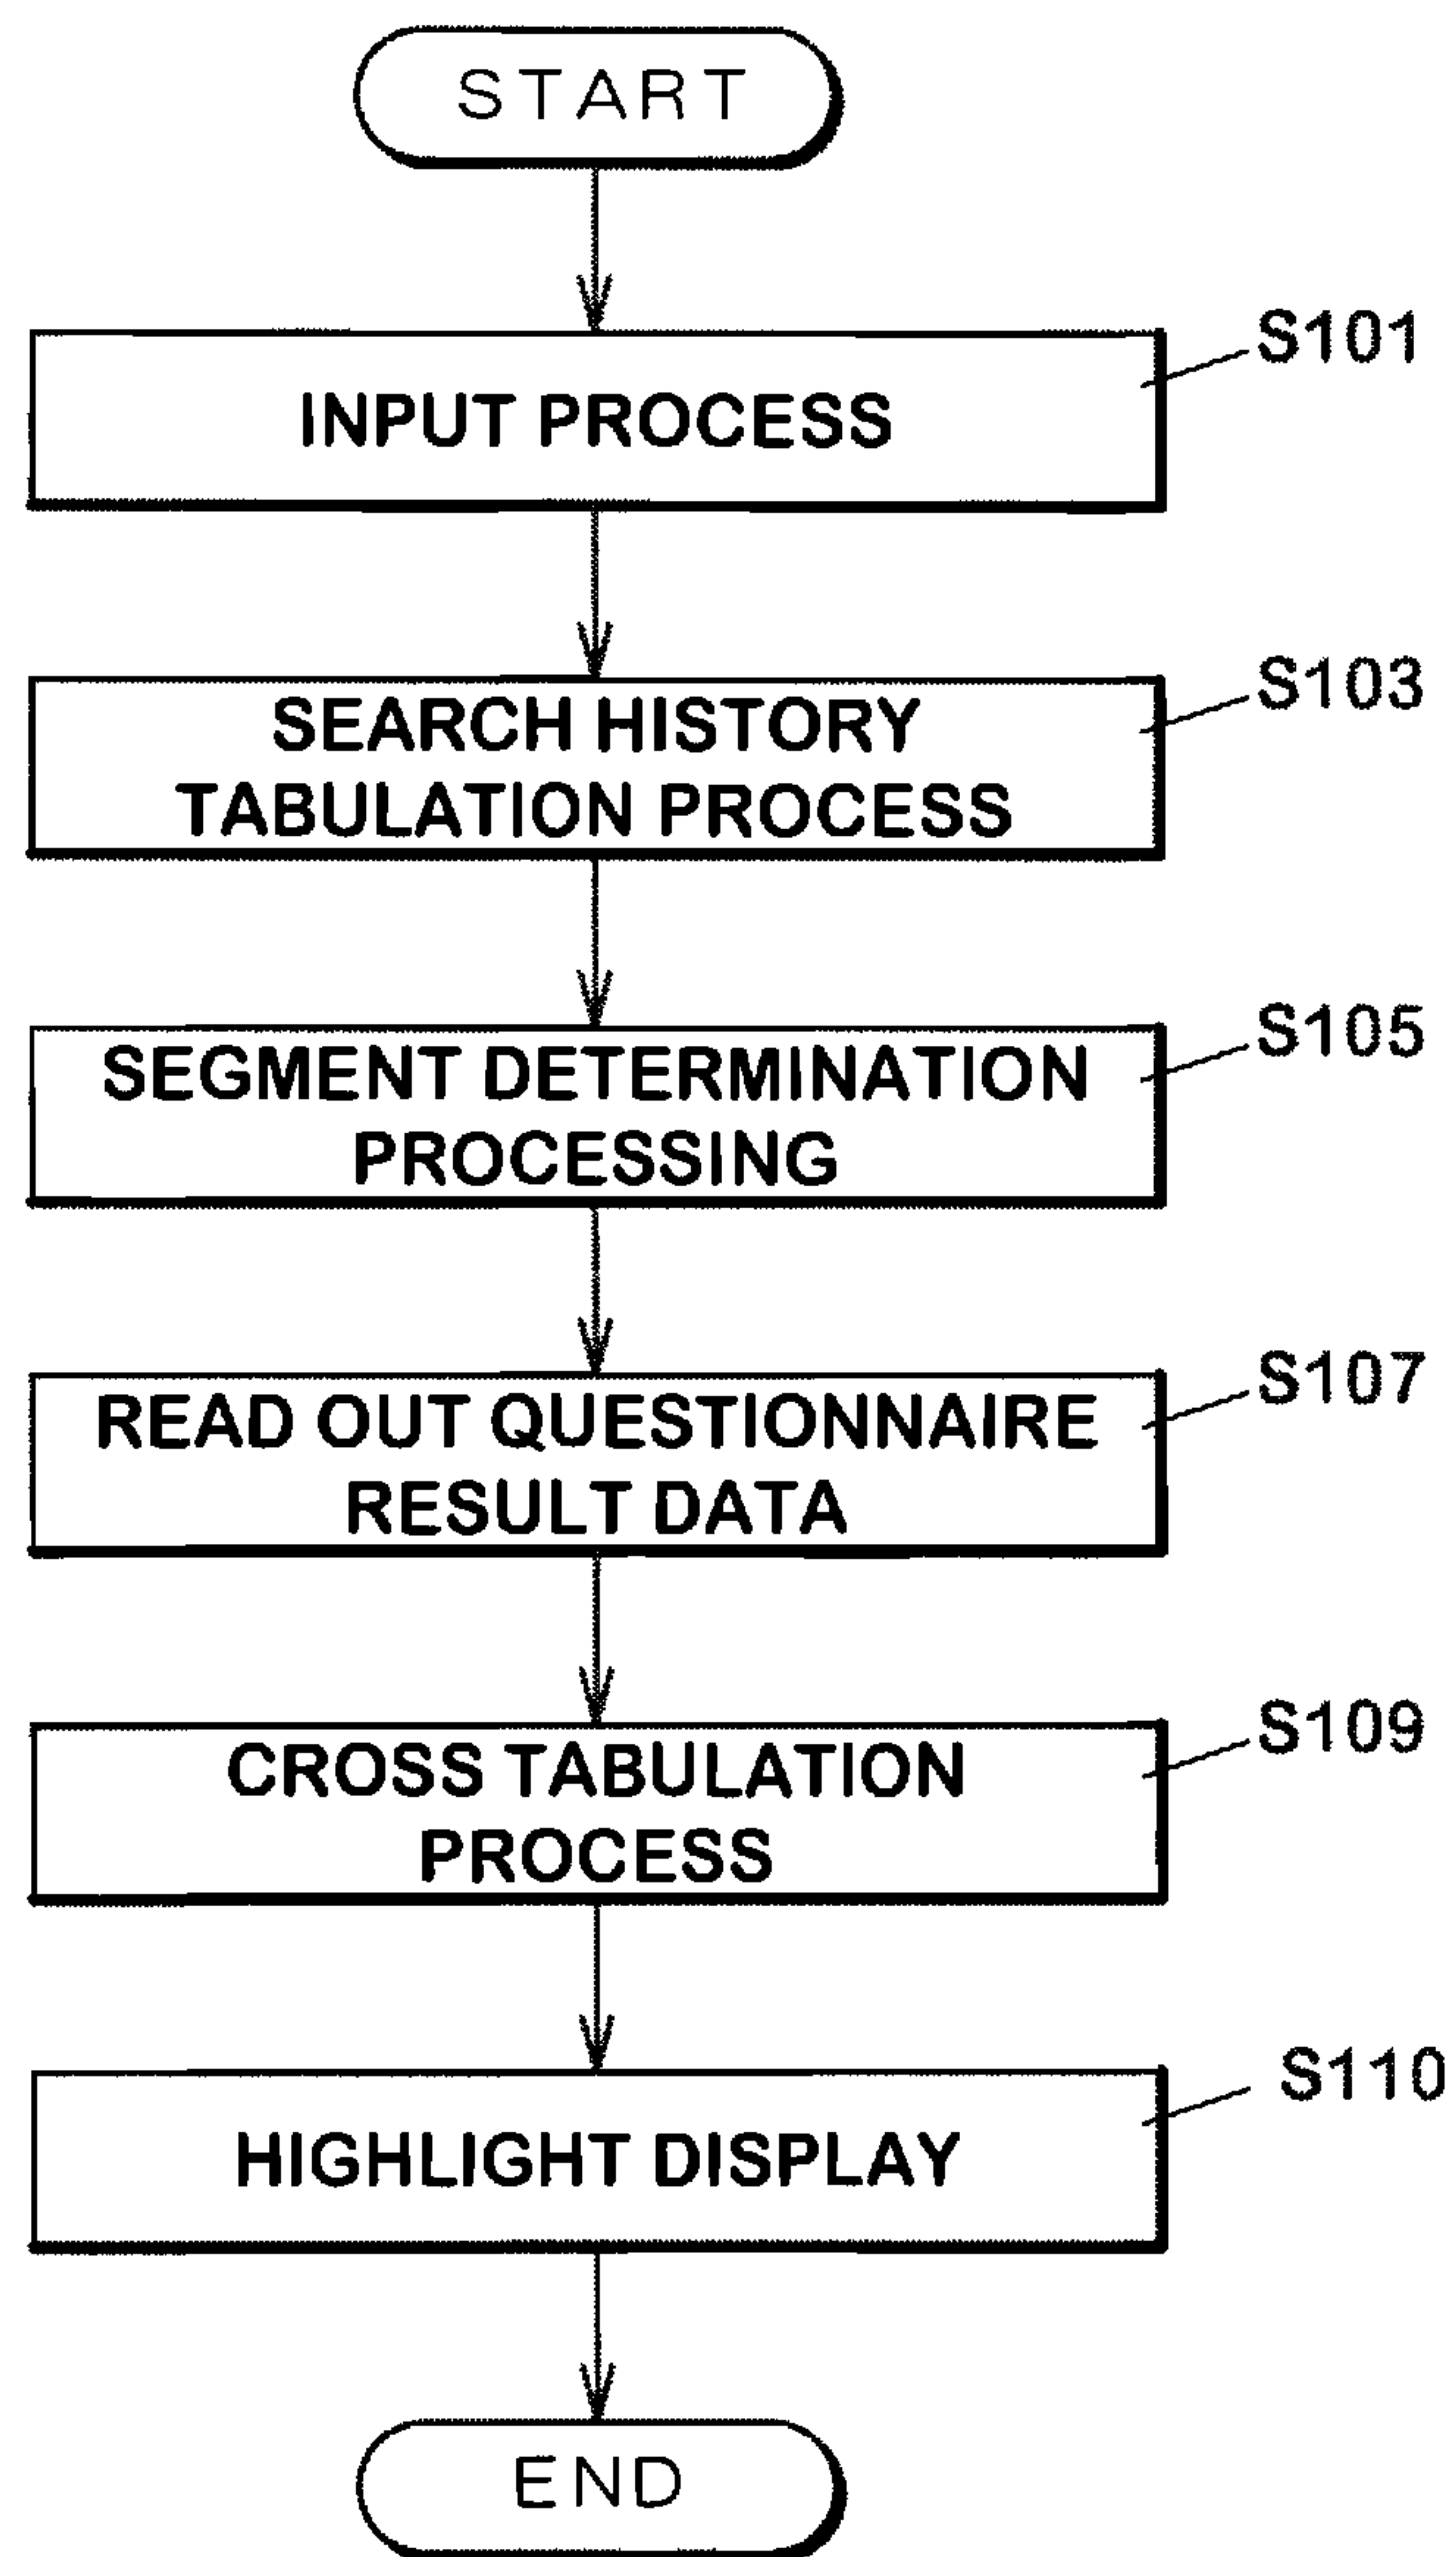 START
S101
INPUT PROCESS
S103
SEARCH HISTORY
TABULATION PROCESS
S105
SEGMENT DETERMINATION
PROCESSING
S107
READ OUT QUESTIONNAIRE
RESULT DATA
S109
CROSS TABULATION
PROCESS
S110
HIGHLIGHT DISPLAY
END